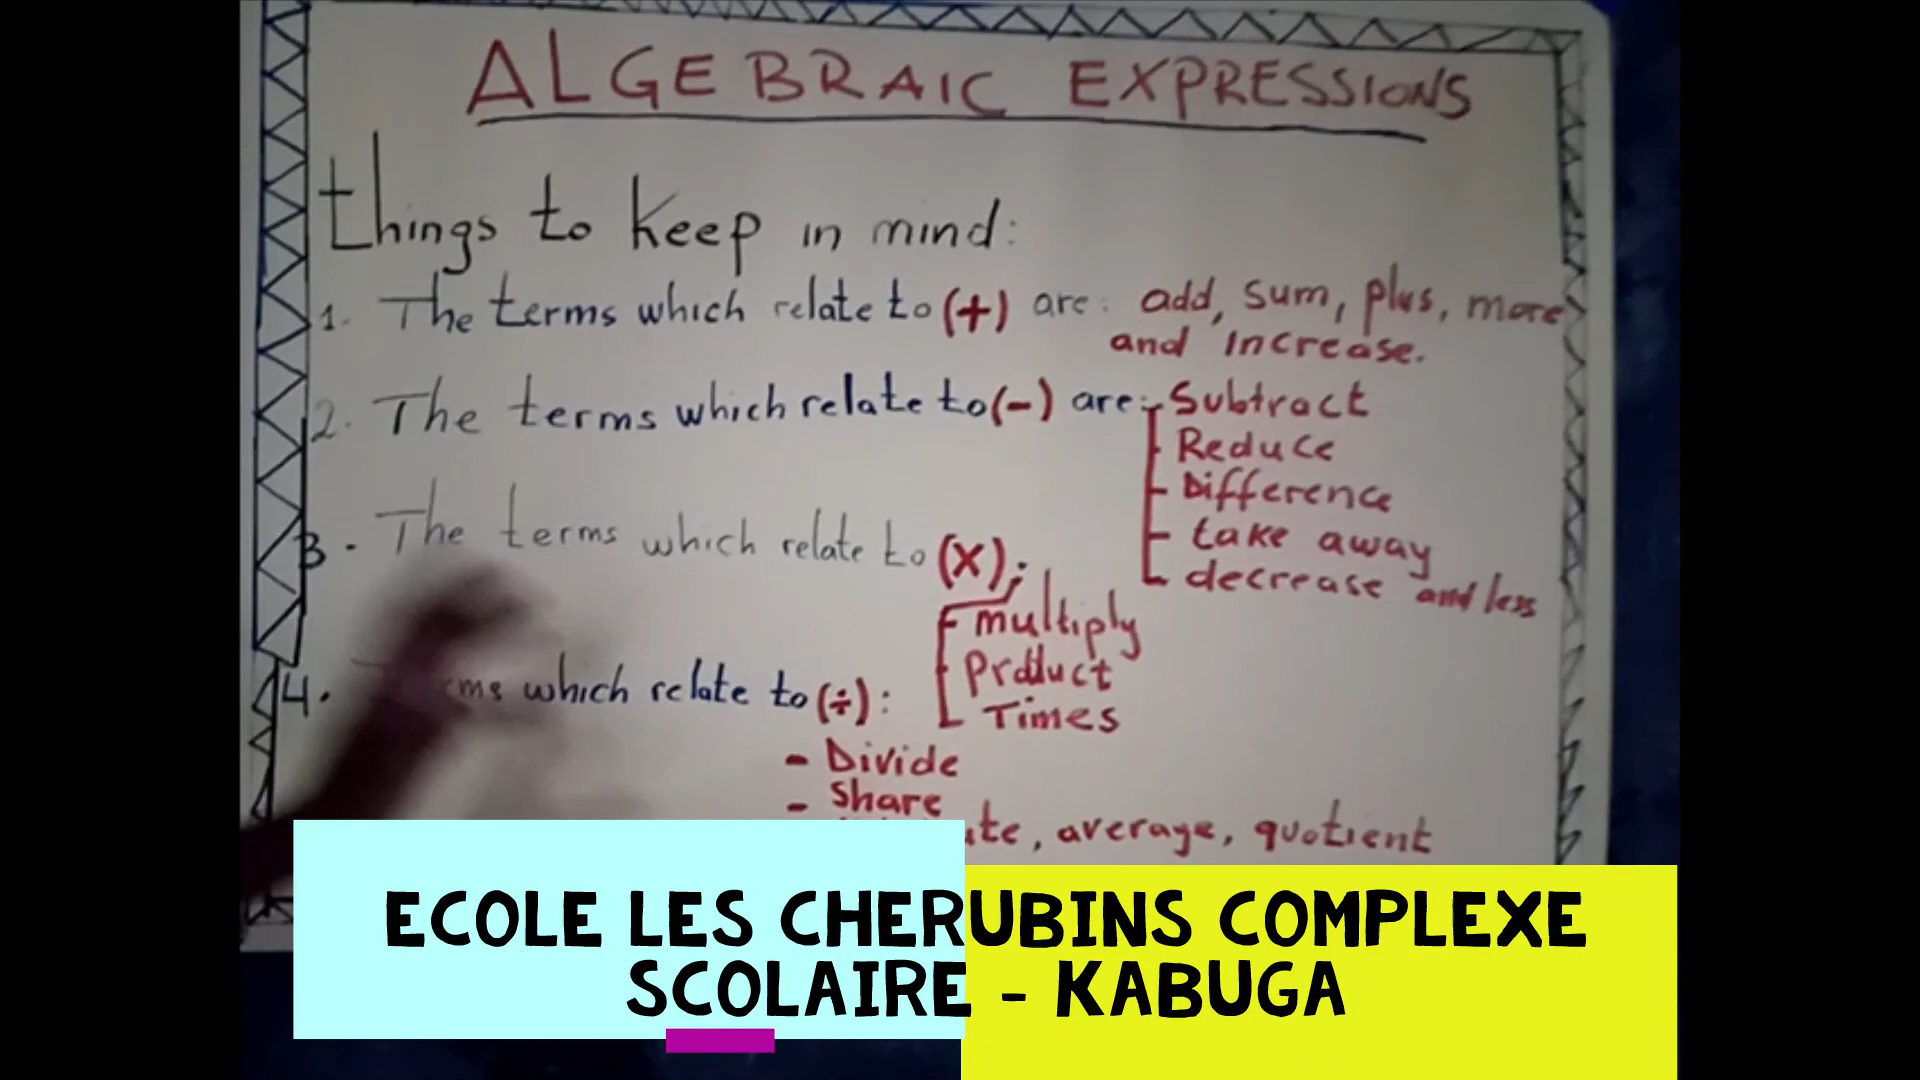 ALGEBRAIC EXPRESSIONS
things to keep in mind:
1. The terms which relate to (+) are: add, sum, plus, more
and increase.
2. The terms which relate to (-) are:- Subtract
Reduce
- Difference
- take away
decrease and less
3. The terms which relate to (X);
- multiply
Product
Times
4. which relate to (÷):
- Divide
- Share
average, quotient
ECOLE LES CHERUBINS COMPLEXE
SCOLAIRE - KABUGA